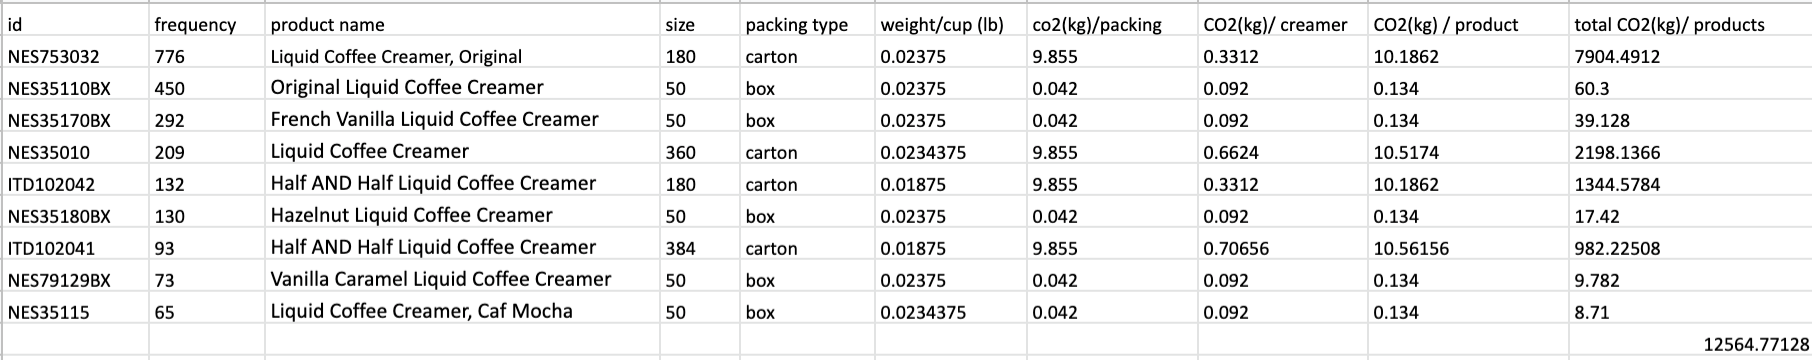 id frequency product name size packing type weight/cup (lb) co2(kg)/packing CO2(kg)/ creamer CO2(kg) / product total CO2(kg)/ products
NES753032 776 Liquid Coffee Creamer, Original 180 carton 0.02375 9.855 0.3312 10.1862 7904.4912
NES35110BX 450 Original Liquid Coffee Creamer 50 box 0.02375 0.042 0.092 0.134 60.3
NES35170BX 292 French Vanilla Liquid Coffee Creamer 50 box 0.02375 0.042 0.092 0.134 39.128
NES35010 209 Liquid Coffee Creamer 360 carton 0.0234375 9.855 0.6624 10.5174 2198.1366
ITD102042 132 Half AND Half Liquid Coffee Creamer 180 carton 0.01875 9.855 0.3312 10.1862 1344.5784
NES35180BX 130 Hazelnut Liquid Coffee Creamer 50 box 0.02375 0.042 0.092 0.134 17.42
ITD102041 93 Half AND Half Liquid Coffee Creamer 384 carton 0.01875 9.855 0.70656 10.56156 982.22508
NES79129BX 73 Vanilla Caramel Liquid Coffee Creamer 50 box 0.02375 0.042 0.092 0.134 9.782
NES35115 65 Liquid Coffee Creamer, Caf Mocha 50 box 0.0234375 0.042 0.092 0.134 8.71
12564.77128